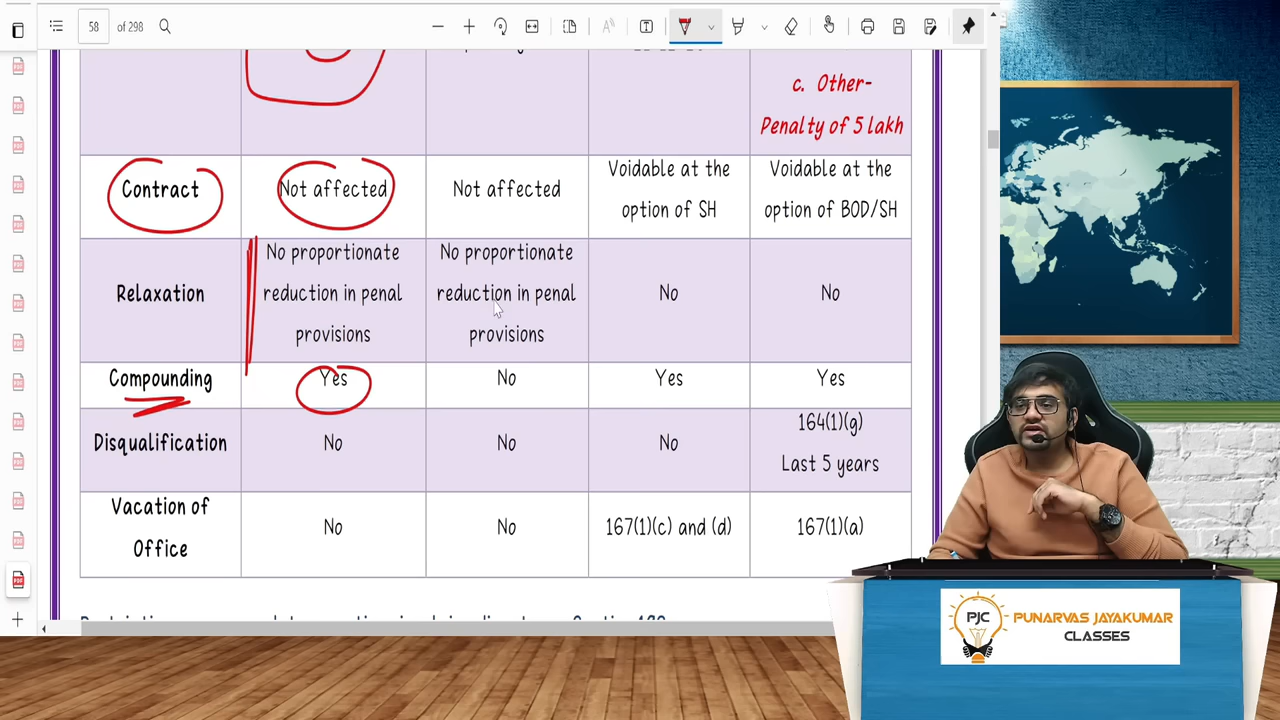 58 of 298
c. Other-
Penalty of 5 lakh
Contract
Not affected
Not affected
Voidable at the
option of SH
Voidable at the
option of BOD/SH
Relaxation
No proportionate
reduction in penal
provisions
No proportionate
reduction in penal
provisions
No
No
Compounding
Yes
No
Yes
Yes
Disqualification
No
No
No
164(1)(g)
Last 5 years
Vacation of
Office
No
No
167(1)(c) and (d)
167(1)(a)
PJC
PUNARVAS JAYAKUMAR
CLASSES